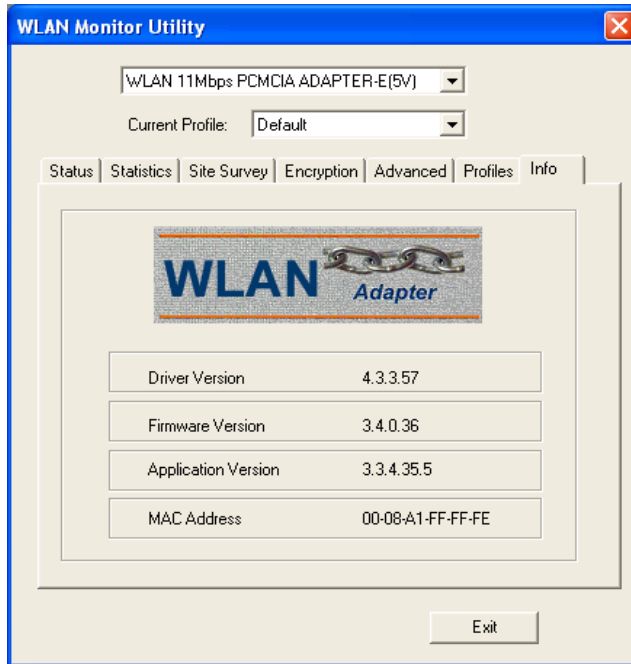 WLAN Monitor Utility
WLAN 11Mbps PCMCIA ADAPTER-E(5V)
Current Profile: Default
Status Statistics Site Survey Encryption Advanced Profiles Info
WLAN Adapter
Driver Version 4.3.3.57
Firmware Version 3.4.0.36
Application Version 3.3.4.35.5
MAC Address 00-08-A1-FF-FF-FE
Exit